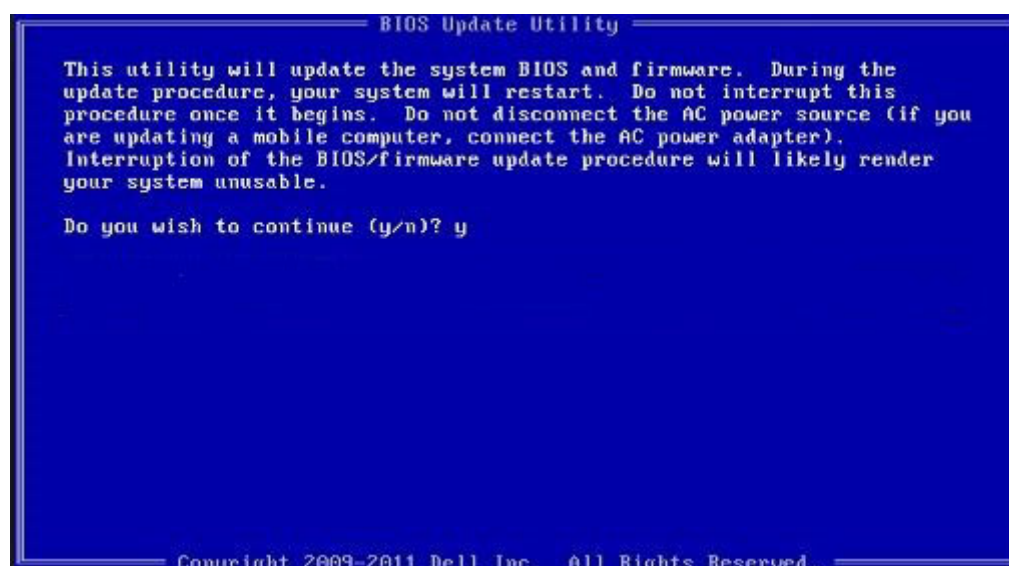 BIOS Update Utility
This utility will update the system BIOS and firmware.  During the
update procedure, your system will restart.  Do not interrupt this
procedure once it begins.  Do not disconnect the AC power source (if you
are updating a mobile computer, connect the AC power adapter).
Interruption of the BIOS/firmware update procedure will likely render
your system unusable.
Do you wish to continue (y/n)? y
Copyright 2009-2011 Dell Inc.  All Rights Reserved.